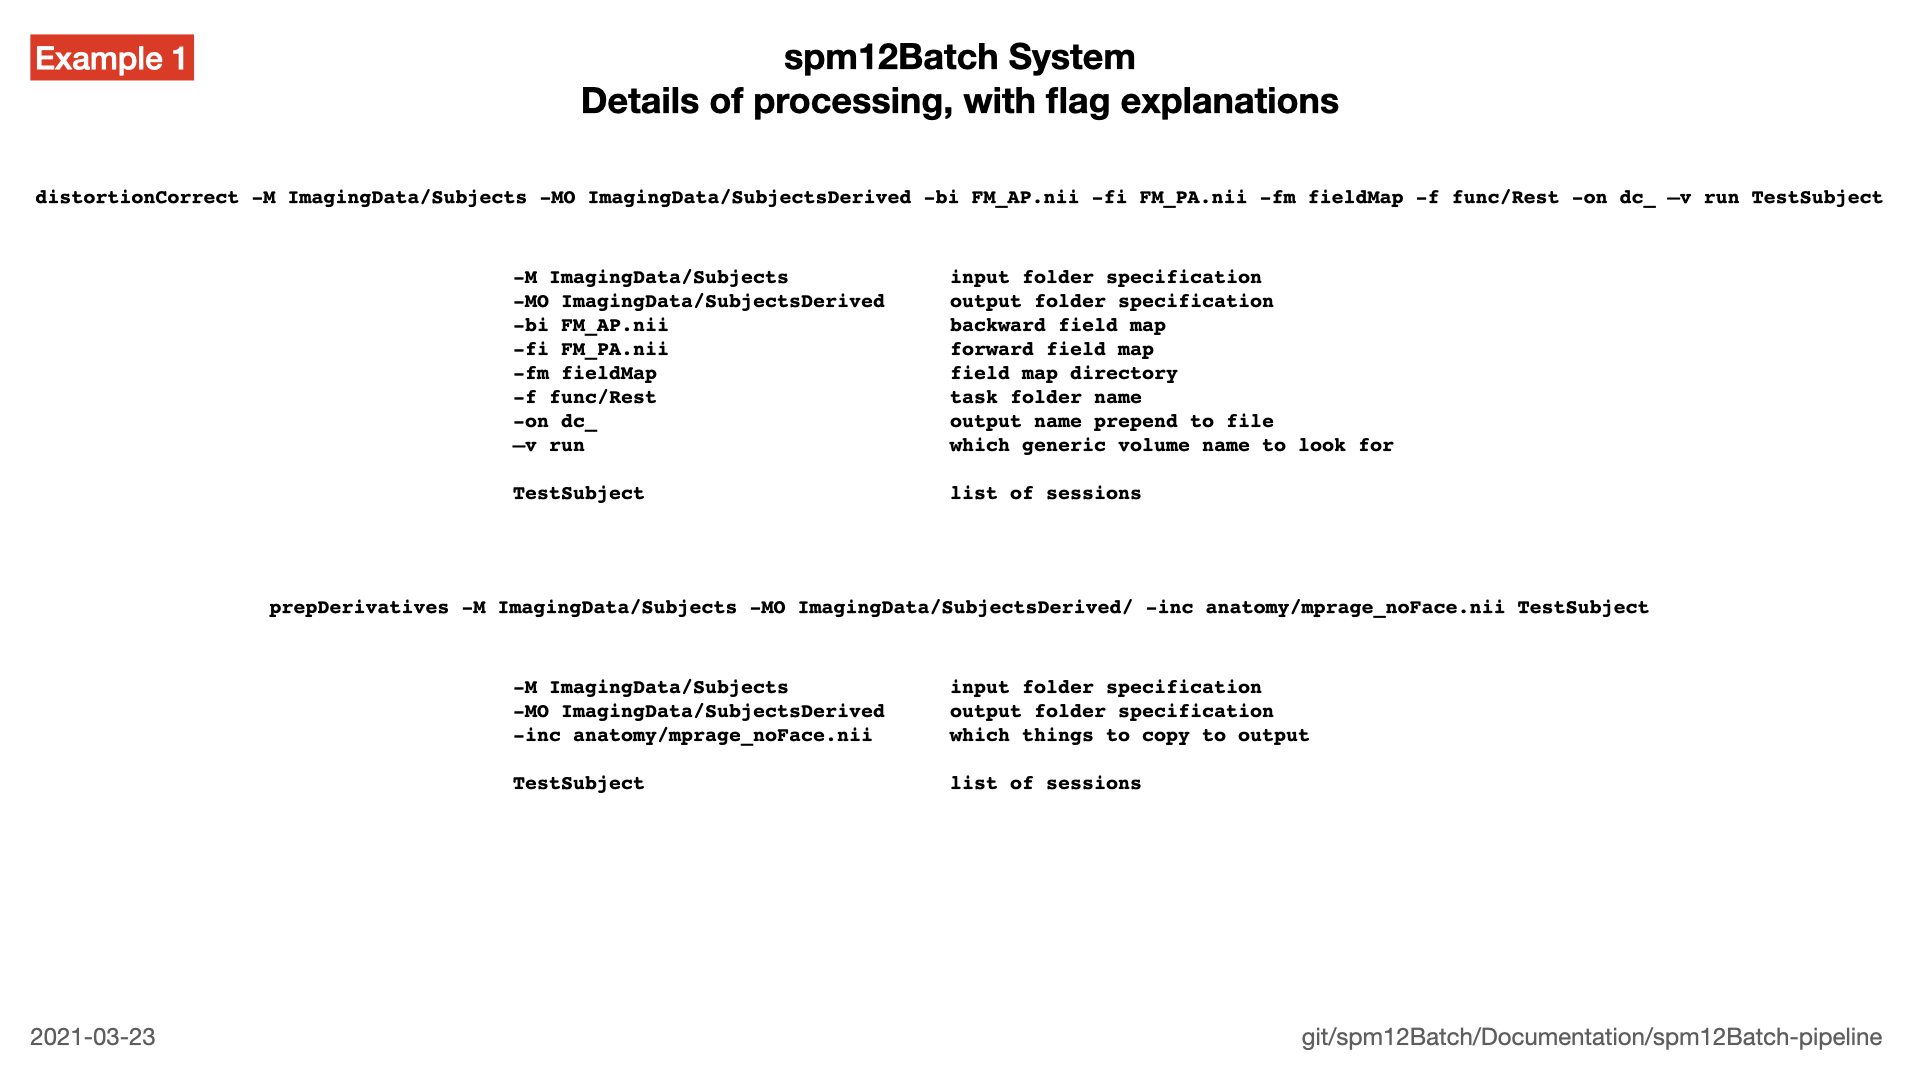 Example 1
spm12Batch System
Details of processing, with flag explanations
distortionCorrect -M ImagingData/Subjects -MO ImagingData/SubjectsDerived -bi FM_AP.nii -fi FM_PA.nii -fm fieldMap -f func/Rest -on dc_ —v run TestSubject
-M ImagingData/Subjects input folder specification
-MO ImagingData/SubjectsDerived output folder specification
-bi FM_AP.nii backward field map
-fi FM_PA.nii forward field map
-fm fieldMap field map directory
-f func/Rest task folder name
-on dc_ output name prepend to file
—v run which generic volume name to look for
TestSubject list of sessions
prepDerivatives -M ImagingData/Subjects -MO ImagingData/SubjectsDerived/ -inc anatomy/mprage_noFace.nii TestSubject
-M ImagingData/Subjects input folder specification
-MO ImagingData/SubjectsDerived output folder specification
-inc anatomy/mprage_noFace.nii which things to copy to output
TestSubject list of sessions
2021-03-23
git/spm12Batch/Documentation/spm12Batch-pipeline